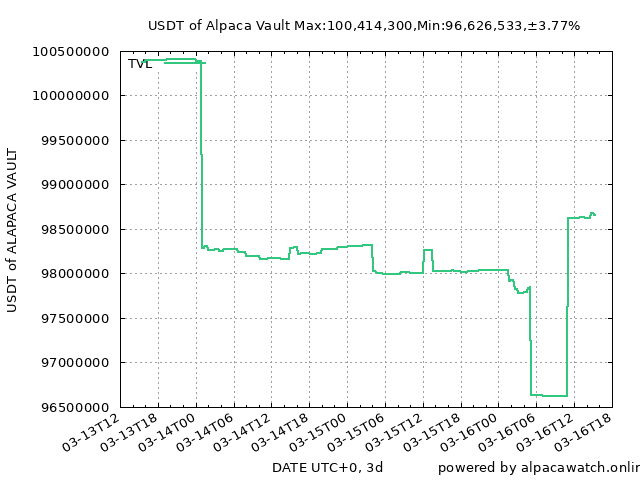 USDT of Alpaca Vault Max:100,414,300,Min:96,626,533,±3.77%
TVL
100500000
100000000
99500000
99000000
98500000
98000000
97500000
97000000
96500000
USDT of ALAPACA VAULT
03-13T12
03-13T18
03-14T00
03-14T06
03-14T12
03-14T18
03-15T00
03-15T06
03-15T12
03-15T18
03-16T00
03-16T06
03-16T12
03-16T18
DATE UTC+0, 3d
powered by alpacawatch.onlin